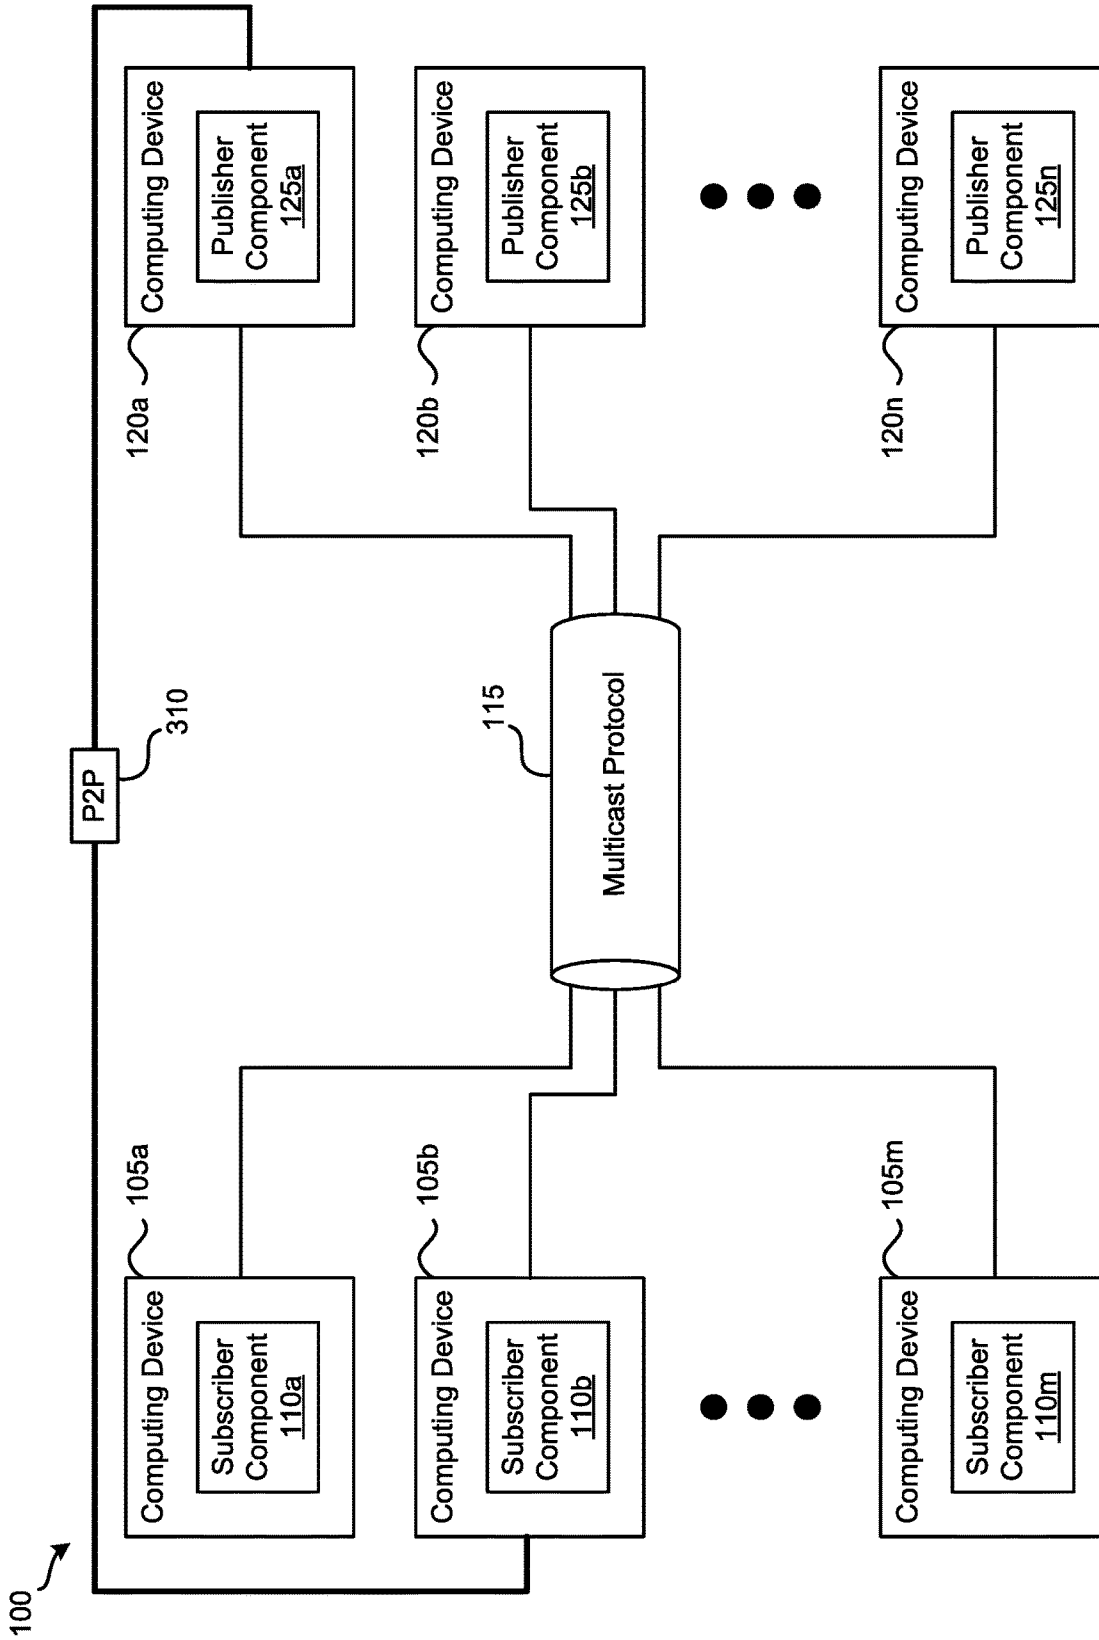 100
P2P
310
105a
Computing Device
Subscriber
Component
110a
120a
Computing Device
Publisher
Component
125a
105b
Computing Device
Subscriber
Component
110b
115
Multicast Protocol
120b
Computing Device
Publisher
Component
125b
105m
Computing Device
Subscriber
Component
110m
120n
Computing Device
Publisher
Component
125n